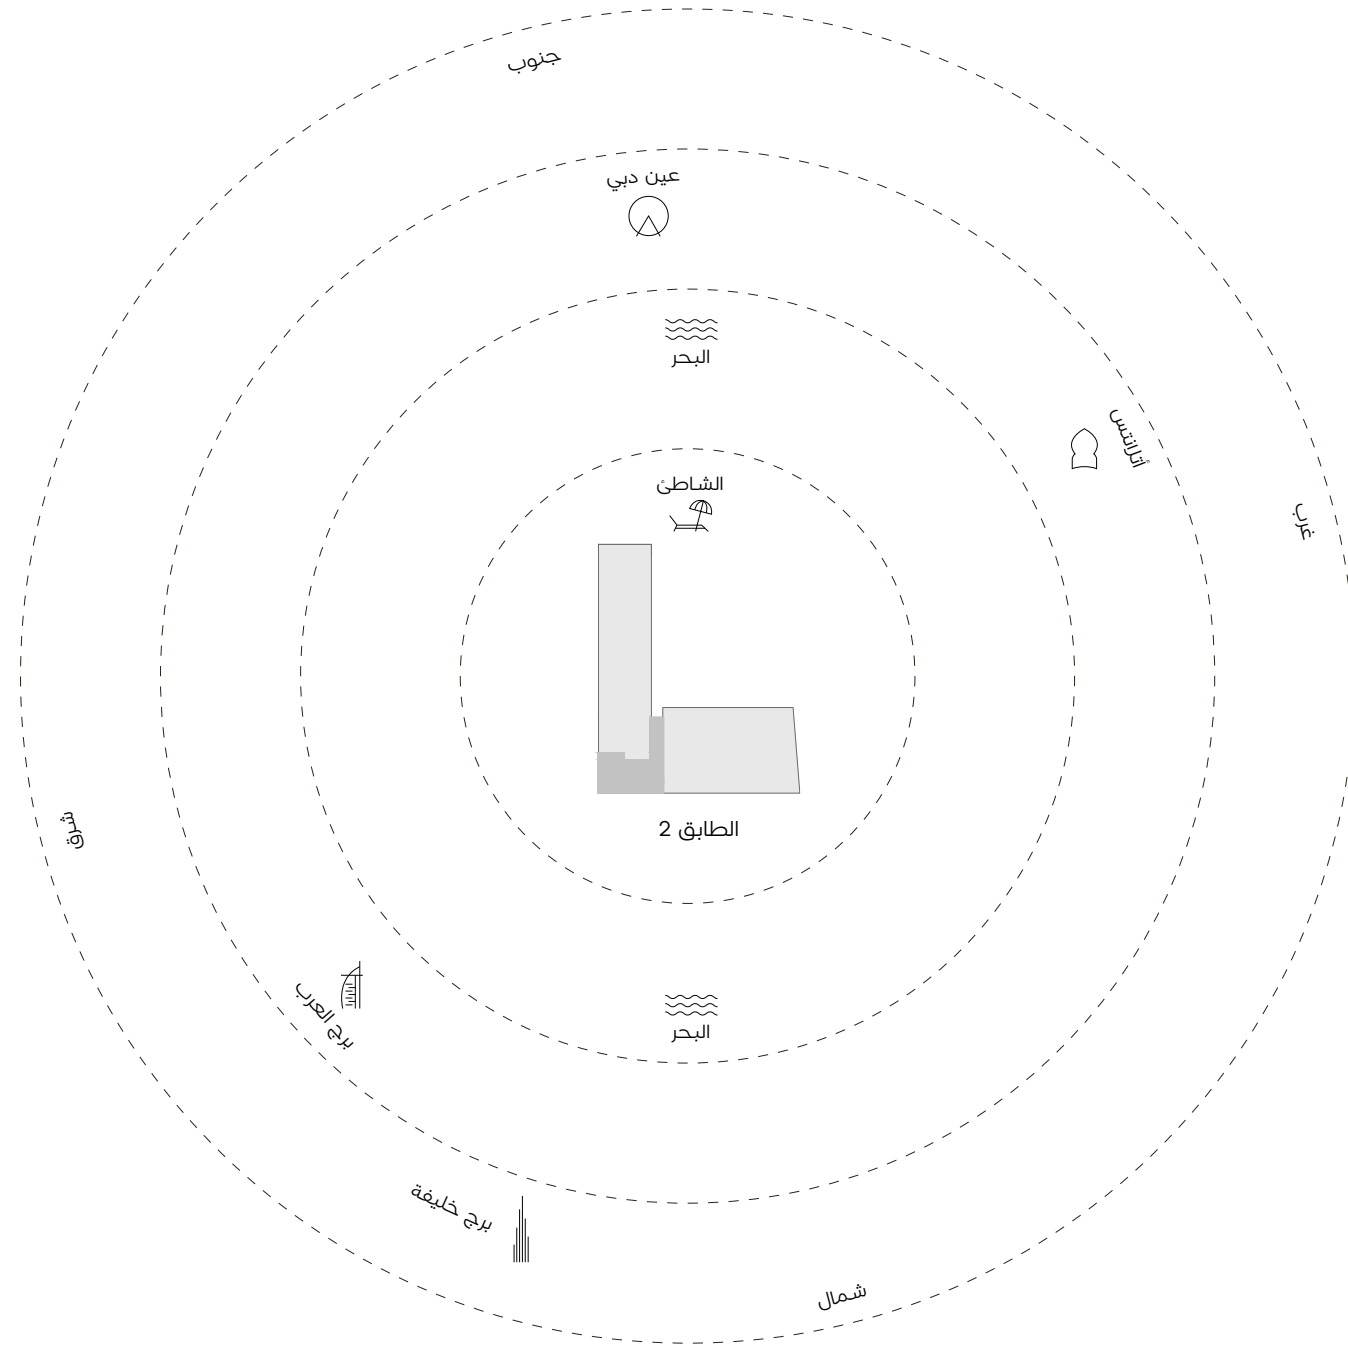 جنوب
عين دبي
البحر
أتلانتس
الشاطئ
غرب
الطابق 2
شرق
برج العرب
البحر
برج خليفة
شمال